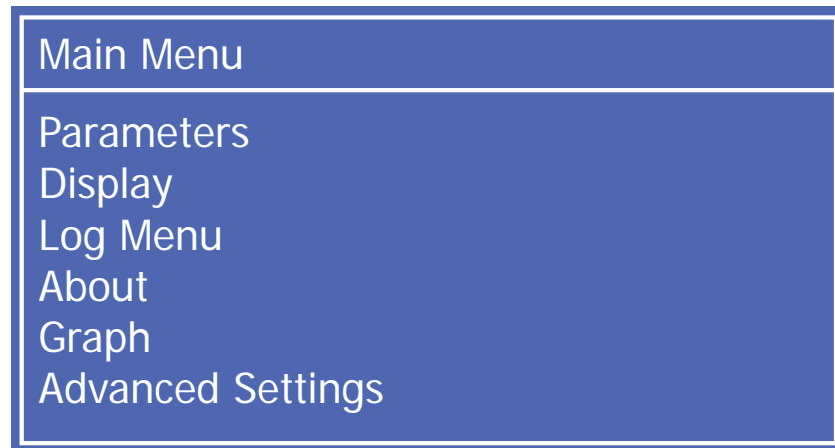 Main Menu
Parameters
Display
Log Menu
About
Graph
Advanced Settings